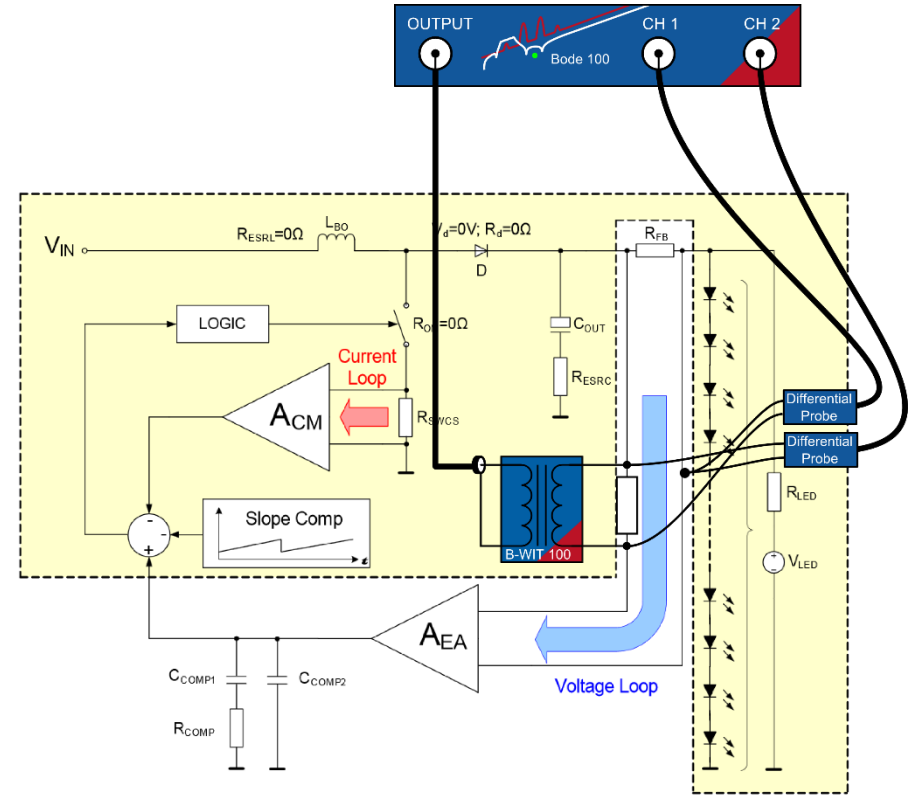 OUTPUT
CH 1
CH 2
Bode 100
V_IN
R_ESRL=0Ω
L_BO
V_d=0V; R_d=0Ω
D
R_FB
LOGIC
R_ON=0Ω
C_OUT
R_ESRC
Current
Loop
A_CM
R_SWCS
Differential
Probe
Differential
Probe
R_LED
V_LED
Slope Comp
t
-
-
+
B-WIT 100
A_EA
Voltage Loop
C_COMP1
C_COMP2
R_COMP